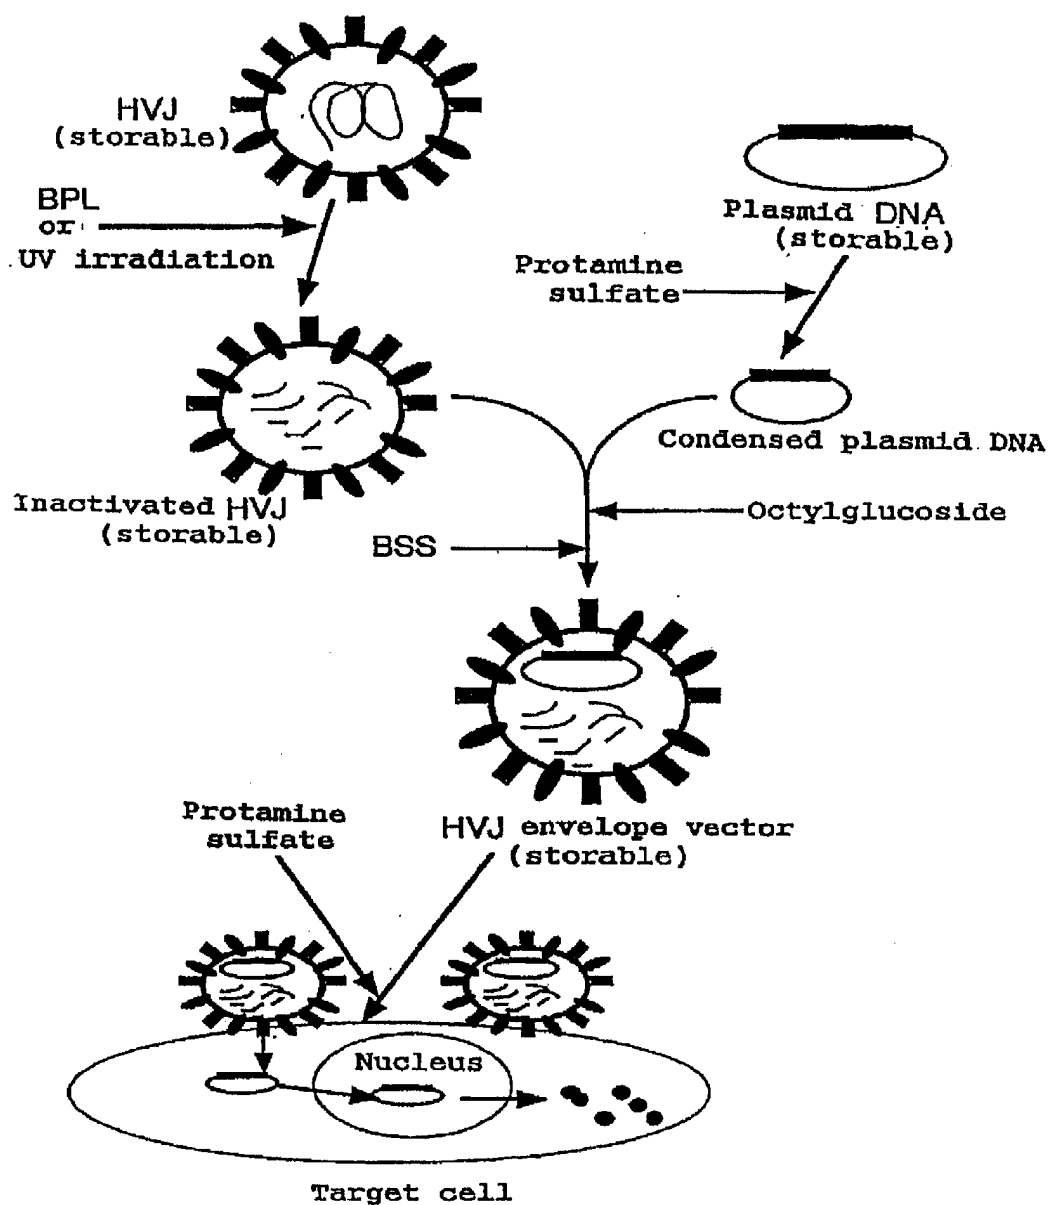 HVJ
(storable)
BPL
or
UV irradiation
Plasmid DNA
(storable)
Protamine
sulfate
Condensed plasmid DNA
Inactivated HVJ
(storable)
Octylglucoside
BSS
HVJ envelope vector
(storable)
Protamine
sulfate
Nucleus
Target cell